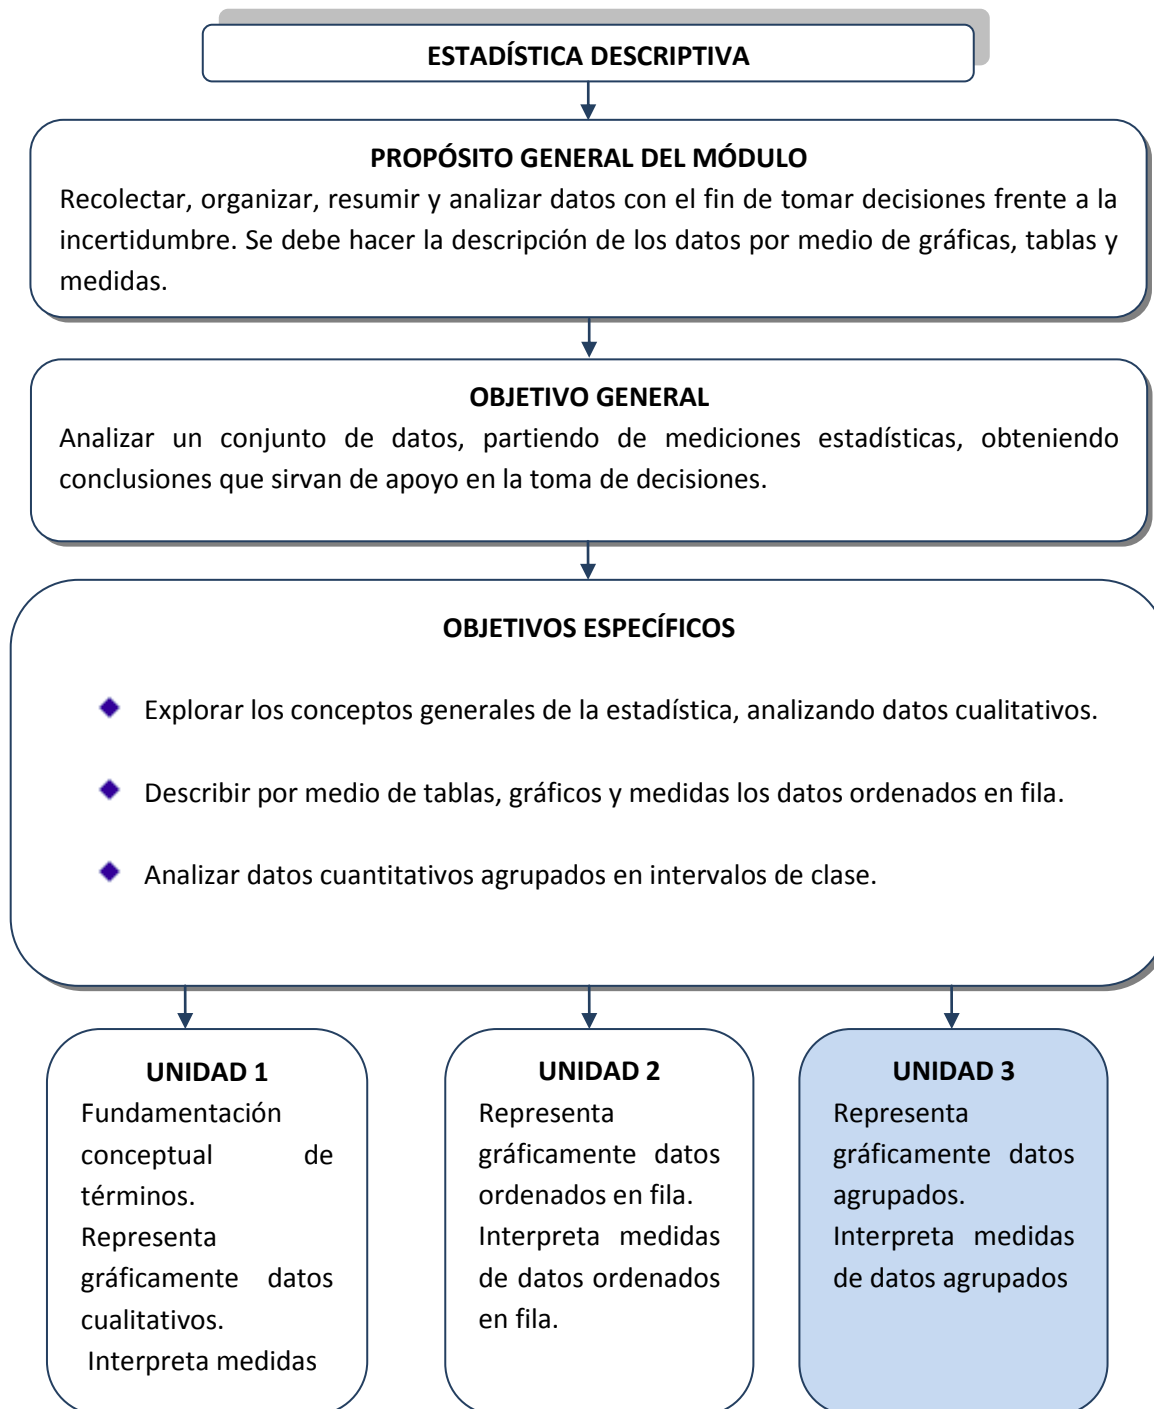 ESTADÍSTICA DESCRIPTIVA
PROPÓSITO GENERAL DEL MÓDULO
Recolectar, organizar, resumir y analizar datos con el fin de tomar decisiones frente a la
incertidumbre. Se debe hacer la descripción de los datos por medio de gráficas, tablas y
medidas.
OBJETIVO GENERAL
Analizar un conjunto de datos, partiendo de mediciones estadísticas, obteniendo
conclusiones que sirvan de apoyo en la toma de decisiones.
OBJETIVOS ESPECÍFICOS
Explorar los conceptos generales de la estadística, analizando datos cualitativos.
Describir por medio de tablas, gráficos y medidas los datos ordenados en fila.
Analizar datos cuantitativos agrupados en intervalos de clase.
UNIDAD 1
Fundamentación
conceptual de
términos.
Representa
gráficamente datos
cualitativos.
Interpreta medidas
UNIDAD 2
Representa
gráficamente datos
ordenados en fila.
Interpreta medidas
de datos ordenados
en fila.
UNIDAD 3
Representa
gráficamente datos
agrupados.
Interpreta medidas
de datos agrupados